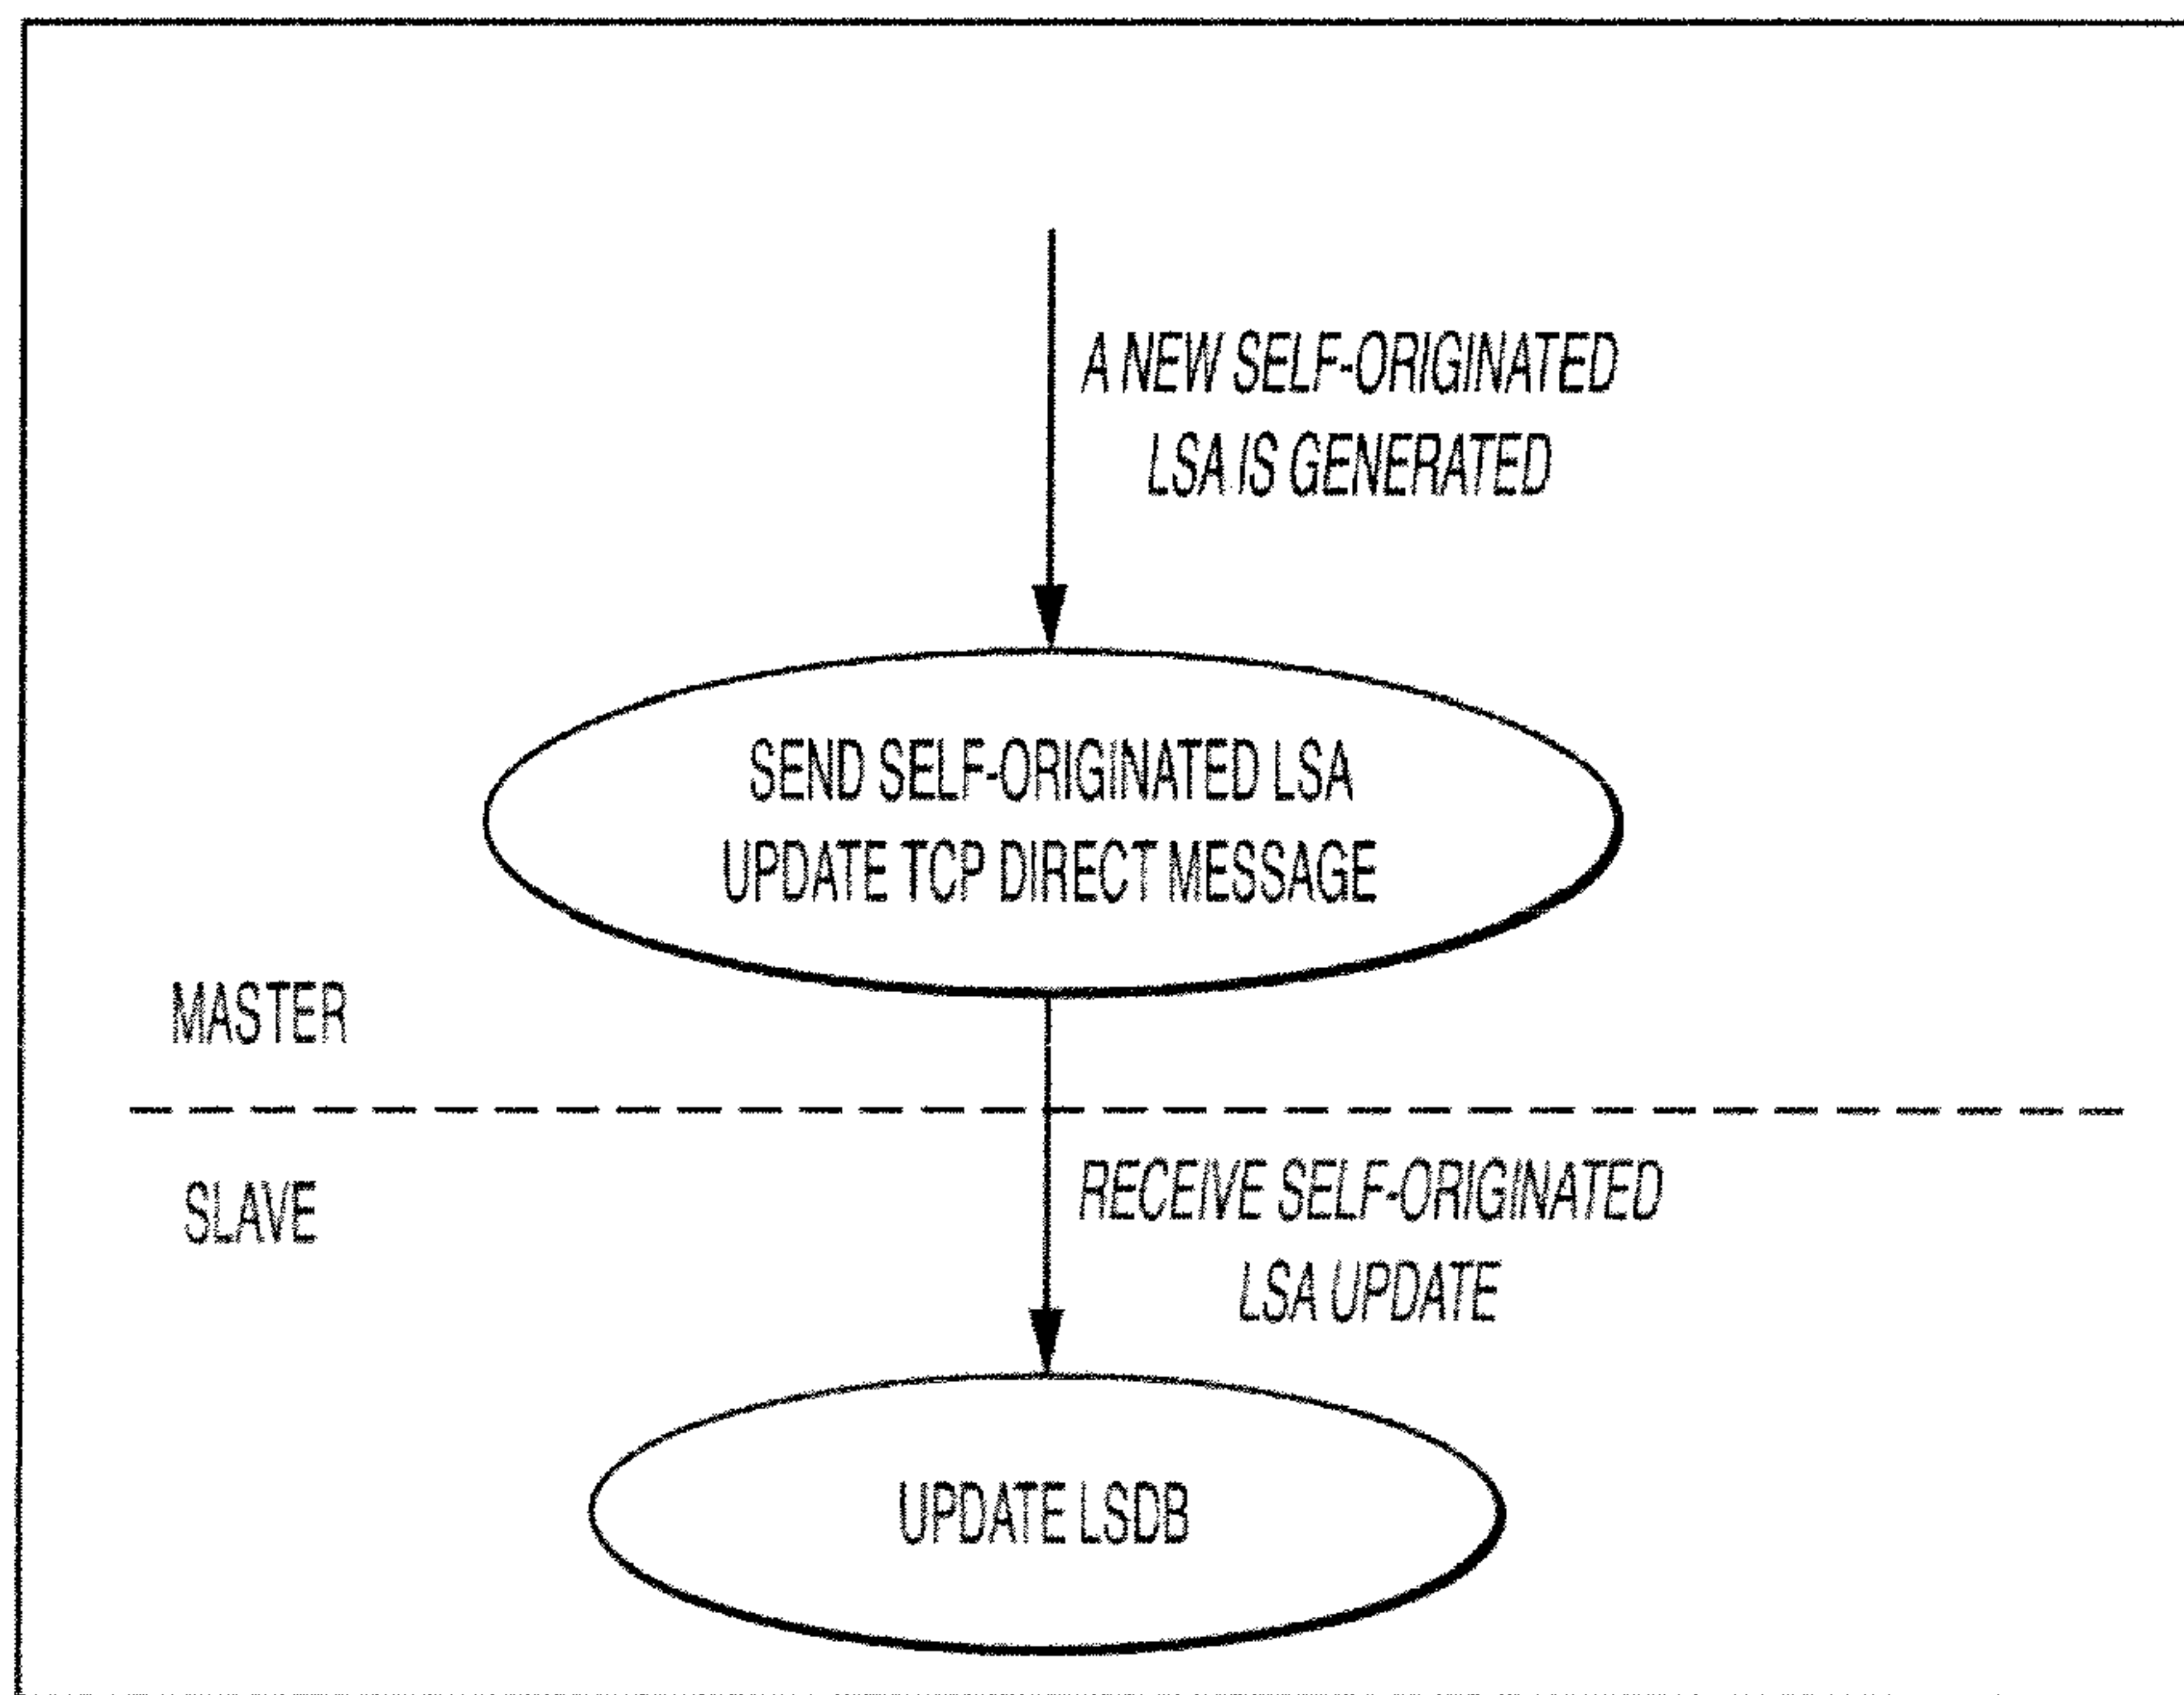 A NEW SELF-ORIGINATED
LSA IS GENERATED
SEND SELF-ORIGINATED LSA
UPDATE TCP DIRECT MESSAGE
MASTER
SLAVE
RECEIVE SELF-ORIGINATED
LSA UPDATE
UPDATE LSDB